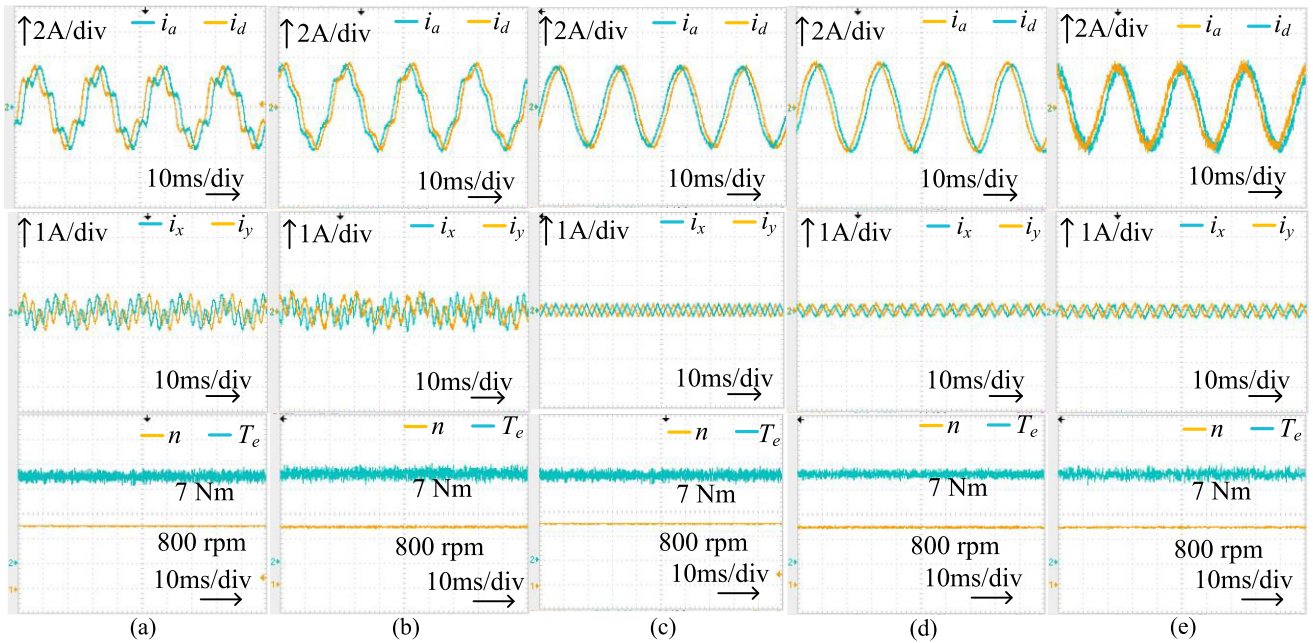 ↑2A/div i_a i_d
10ms/div
↑2A/div i_a i_d
10ms/div
↑2A/div i_a i_d
10ms/div
↑2A/div i_a i_d
10ms/div
↑2A/div i_a i_d
10ms/div
↑1A/div i_x i_y
10ms/div
↑1A/div i_x i_y
10ms/div
↑1A/div i_x i_y
10ms/div
↑1A/div i_x i_y
10ms/div
↑1A/div i_x i_y
10ms/div
n T_e
7 Nm
800 rpm
10ms/div
n T_e
7 Nm
800 rpm
10ms/div
n T_e
7 Nm
800 rpm
10ms/div
n T_e
7 Nm
800 rpm
10ms/div
n T_e
7 Nm
800 rpm
10ms/div
(a) (b) (c) (d) (e)